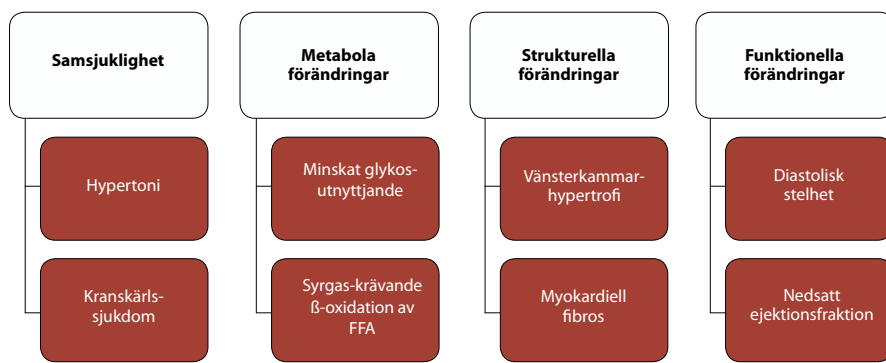 Samsjuklighet
Hypertoni
Kranskärls-
sjukdom
Metabola
förändringar
Minskat glykos-
utnyttjande
Syrgas-krävande
ß-oxidation av
FFA
Strukturella
förändringar
Vänsterkammar-
hypertrofi
Myokardiell
fibros
Funktionella
förändringar
Diastolisk
stelhet
Nedsatt
ejektionsfraktion